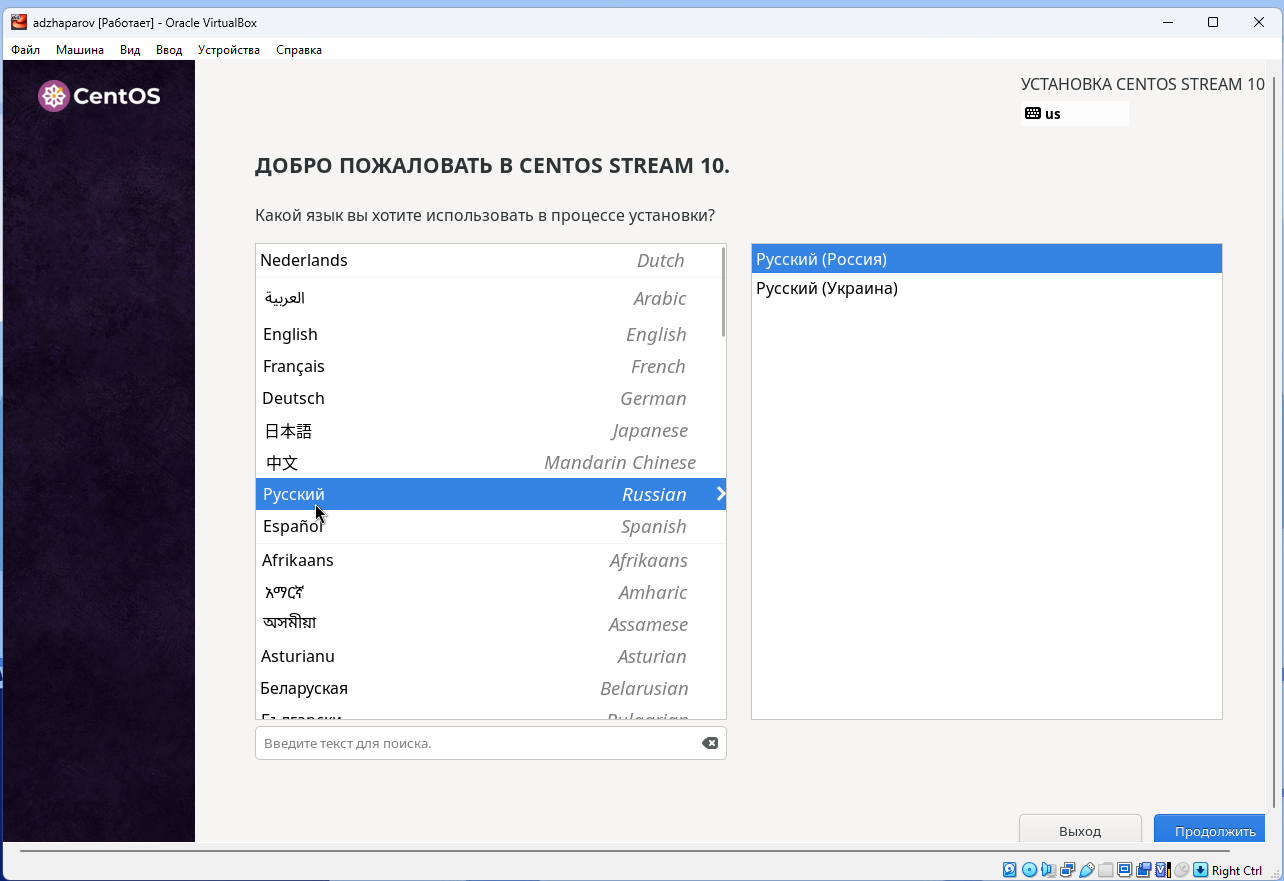 adzhaparov [Работает] - Oracle VirtualBox
Файл Машина Вид Ввод Устройства Справка
CentOS
УСТАНОВКА CENTOS STREAM 10
us
ДОБРО ПОЖАЛОВАТЬ В CENTOS STREAM 10.
Какой язык вы хотите использовать в процессе установки?
Nederlands Dutch
العربية Arabic
English English
Français French
Deutsch German
日本語 Japanese
中文 Mandarin Chinese
Русский Russian
Español Spanish
Afrikaans Afrikaans
አማርኛ Amharic
অসমীয়া Assamese
Asturianu Asturian
Беларуская Belarusian
Български Bulgarian
Русский (Россия)
Русский (Украина)
Введите текст для поиска.
Выход Продолжить
Right Ctrl